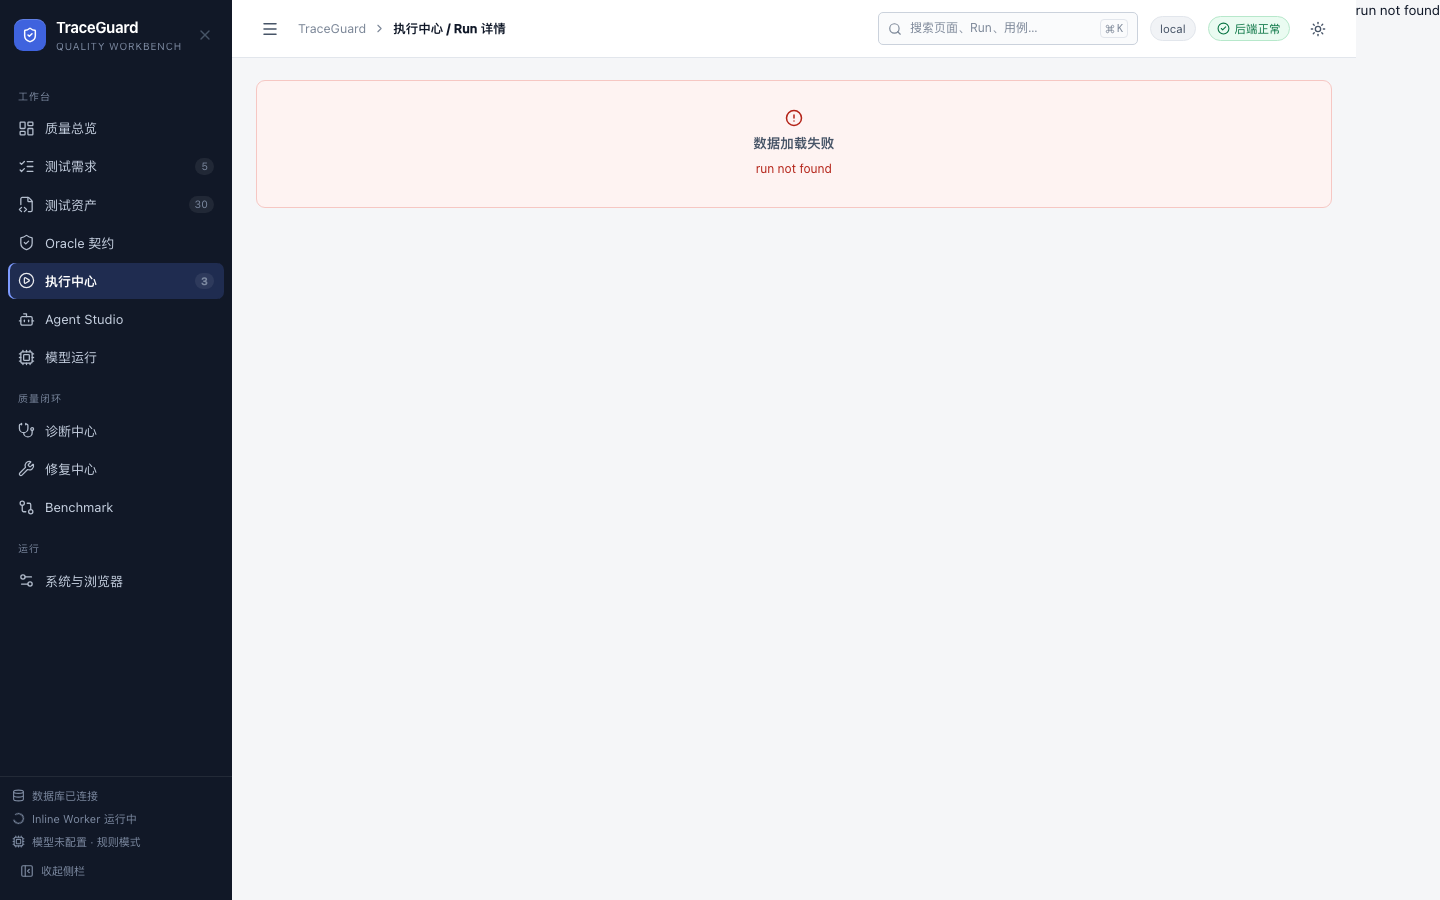 TraceGuard
QUALITY WORKBENCH
工作台
质量总览
测试需求 5
测试资产 30
Oracle 契约
执行中心 3
Agent Studio
模型运行
质量闭环
诊断中心
修复中心
Benchmark
运行
系统与浏览器
数据库已连接
Inline Worker 运行中
模型未配置 · 规则模式
收起侧栏
TraceGuard > 执行中心 / Run 详情
搜索页面、Run、用例... ⌘ K
local
后端正常
run not found
数据加载失败
run not found